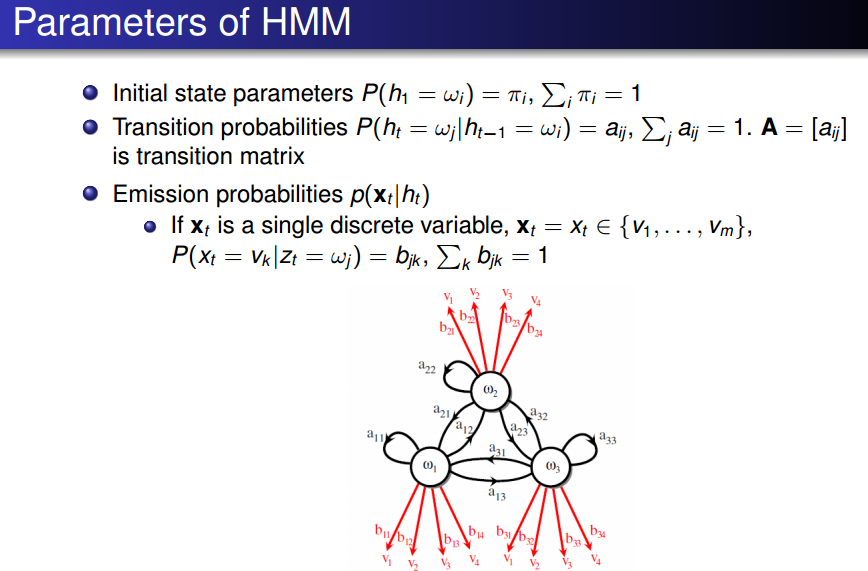 Parameters of HMM
Initial state parameters P(h₁ = ωᵢ) = πᵢ, ∑ᵢ πᵢ = 1
Transition probabilities P(hₜ = ωⱼ|hₜ₋₁ = ωᵢ) = aᵢⱼ, ∑ⱼ aᵢⱼ = 1. A = [aᵢⱼ]
is transition matrix
Emission probabilities p(xₜ|hₜ)
If xₜ is a single discrete variable, xₜ = xₜ ∈ {v₁, . . . , vₘ},
P(xₜ = vₖ|zₜ = ωⱼ) = bⱼₖ, ∑ₖ bⱼₖ = 1
v₁ v₂ v₃ v₄
b₂₁ b₂₂ b₂₃ b₂₄
a₂₂
ω₂
a₂₁ a₁₂ a₂₃ a₃₂
a₁₁ a₃₁ a₃₃
ω₁ ω₃
a₁₃
b₁₁ b₁₂ b₁₃ b₁₄ b₃₁ b₃₂ b₃₃ b₃₄
v₁ v₂ v₃ v₄ v₁ v₂ v₃ v₄